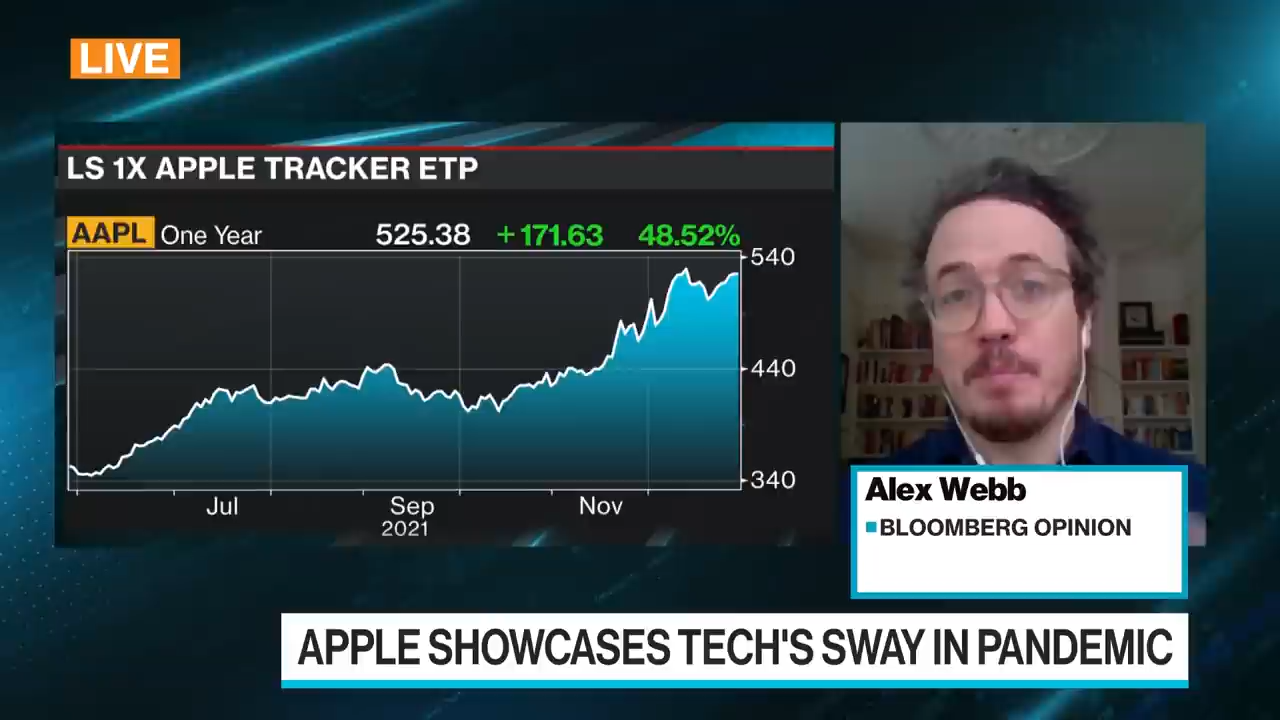 LIVE
LS 1X APPLE TRACKER ETP
AAPL One Year 525.38 +171.63 48.52%
540
440
340
Jul Sep Nov
2021
Alex Webb
BLOOMBERG OPINION
APPLE SHOWCASES TECH'S SWAY IN PANDEMIC